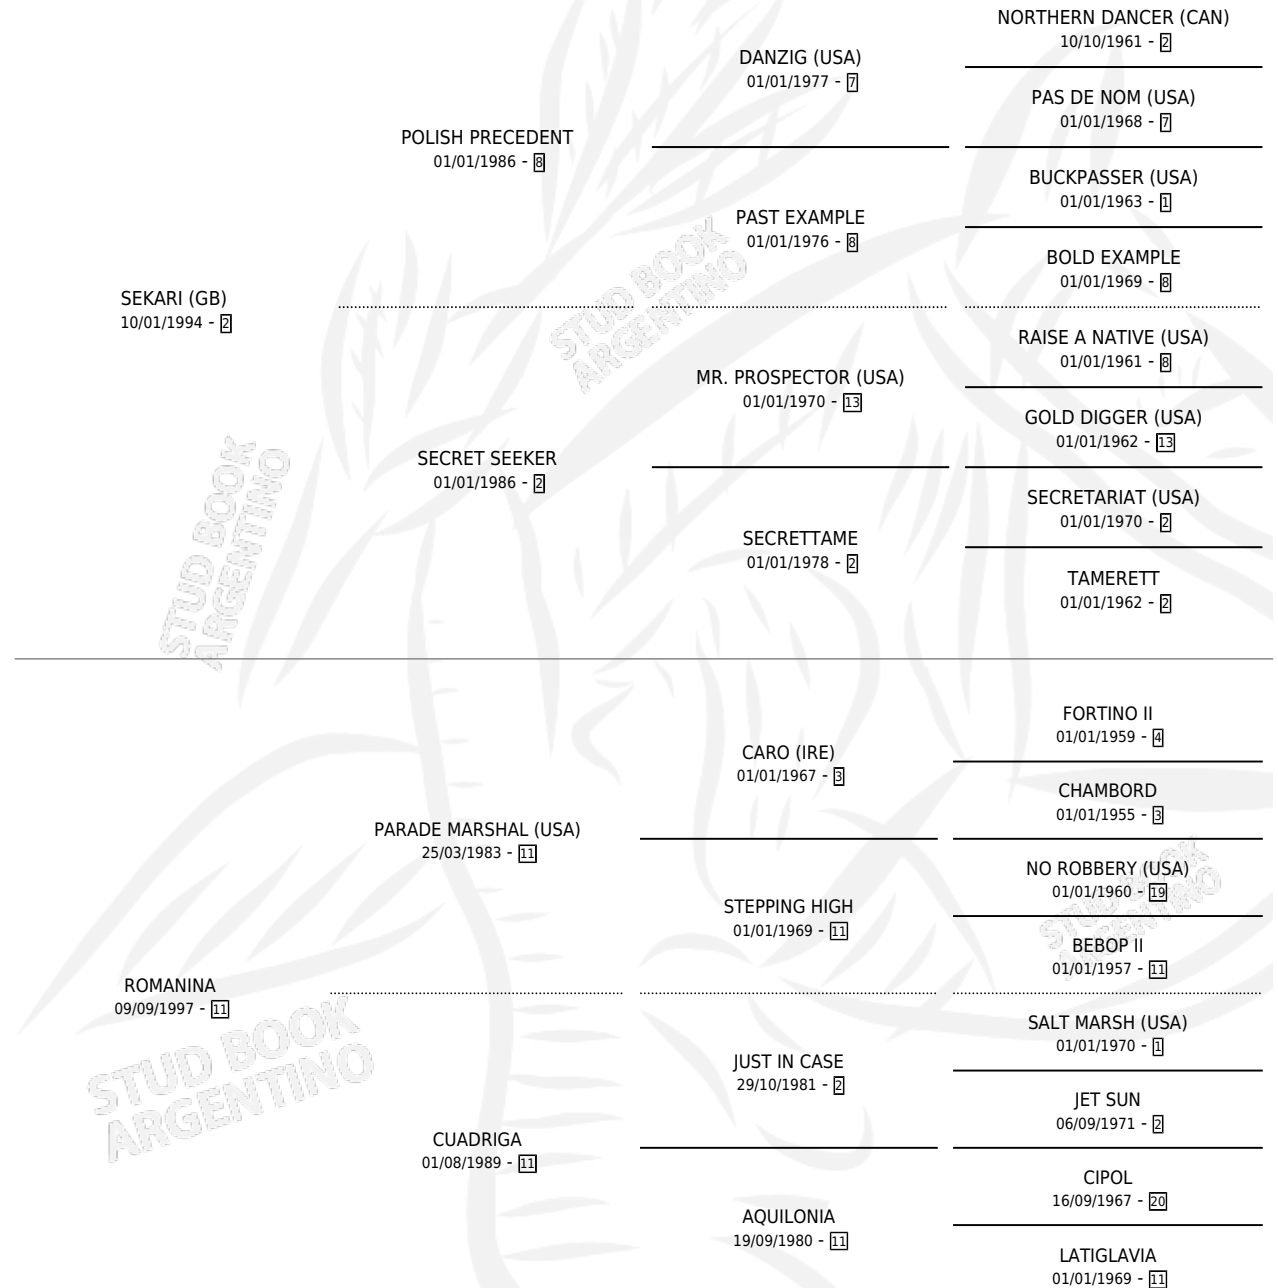 NORTHERN DANCER (CAN)
10/10/1961 - 2
DANZIG (USA)
01/01/1977 - 7
PAS DE NOM (USA)
01/01/1968 - 7
POLISH PRECEDENT
01/01/1986 - 8
BUCKPASSER (USA)
01/01/1963 - 1
PAST EXAMPLE
01/01/1976 - 8
BOLD EXAMPLE
01/01/1969 - 8
SEKARI (GB)
10/01/1994 - 2
STUD BOOK
ARGENTINO
RAISE A NATIVE (USA)
01/01/1961 - 8
MR. PROSPECTOR (USA)
01/01/1970 - 13
GOLD DIGGER (USA)
01/01/1962 - 13
SECRET SEEKER
01/01/1986 - 2
SECRETARIAT (USA)
01/01/1970 - 2
SECRETTAME
01/01/1978 - 2
TAMERETT
01/01/1962 - 2
STUD BOOK
ARGENTINO
FORTINO II
01/01/1959 - 4
CARO (IRE)
01/01/1967 - 3
CHAMBORD
01/01/1955 - 3
PARADE MARSHAL (USA)
25/03/1983 - 11
NO ROBBERY (USA)
01/01/1960 - 19
STEPPING HIGH
01/01/1969 - 11
STUD BOOK
ARGENTINO
BEBOP II
01/01/1957 - 11
ROMANINA
09/09/1997 - 11
STUD BOOK
ARGENTINO
SALT MARSH (USA)
01/01/1970 - 1
JUST IN CASE
29/10/1981 - 2
JET SUN
06/09/1971 - 2
CUADRIGA
01/08/1989 - 11
CIPOL
16/09/1967 - 20
AQUILONIA
19/09/1980 - 11
LATIGLAVIA
01/01/1969 - 11